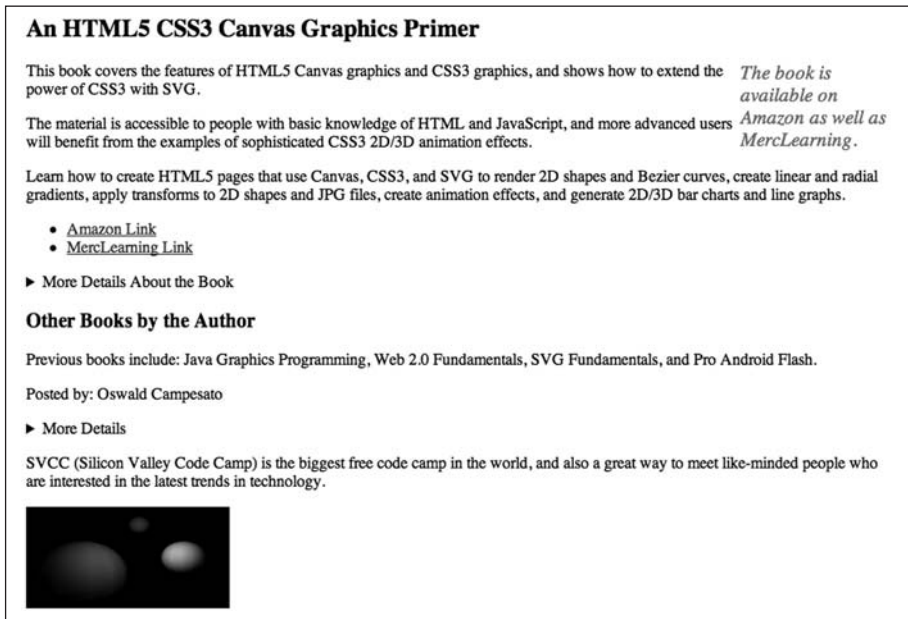 An HTML5 CSS3 Canvas Graphics Primer
This book covers the features of HTML5 Canvas graphics and CSS3 graphics, and shows how to extend the
power of CSS3 with SVG.
The book is
available on
Amazon as well as
MercLearning.
The material is accessible to people with basic knowledge of HTML and JavaScript, and more advanced users
will benefit from the examples of sophisticated CSS3 2D/3D animation effects.
Learn how to create HTML5 pages that use Canvas, CSS3, and SVG to render 2D shapes and Bezier curves, create linear and radial
gradients, apply transforms to 2D shapes and JPG files, create animation effects, and generate 2D/3D bar charts and line graphs.
• Amazon Link
• MercLearning Link
▶ More Details About the Book
Other Books by the Author
Previous books include: Java Graphics Programming, Web 2.0 Fundamentals, SVG Fundamentals, and Pro Android Flash.
Posted by: Oswald Campesato
▶ More Details
SVCC (Silicon Valley Code Camp) is the biggest free code camp in the world, and also a great way to meet like-minded people who
are interested in the latest trends in technology.